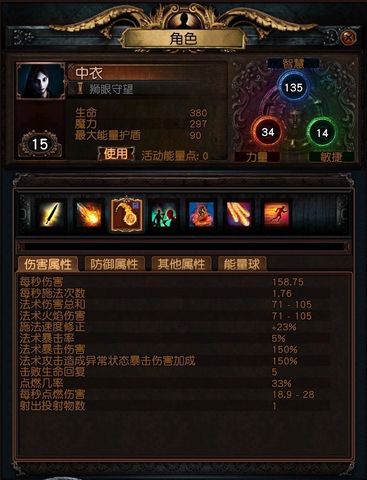 角色
中衣
狮眼守望
15
生命 380
魔力 297
最大能量护盾 90
使用 活动能量点: 0
智慧
135
34
14
力量
敏捷
伤害属性 防御属性 其他属性 能量球
每秒伤害 158.75
每秒施法次数 1.76
法术伤害总和 71 - 105
法术火焰伤害 71 - 105
施法速度修正 +23%
法术暴击率 5%
法术暴击伤害 150%
法术攻击造成异常状态暴击伤害加成 150%
击败生命回复 5
点燃几率 33%
每秒点燃伤害 18.9 - 28
射出投射物数 1